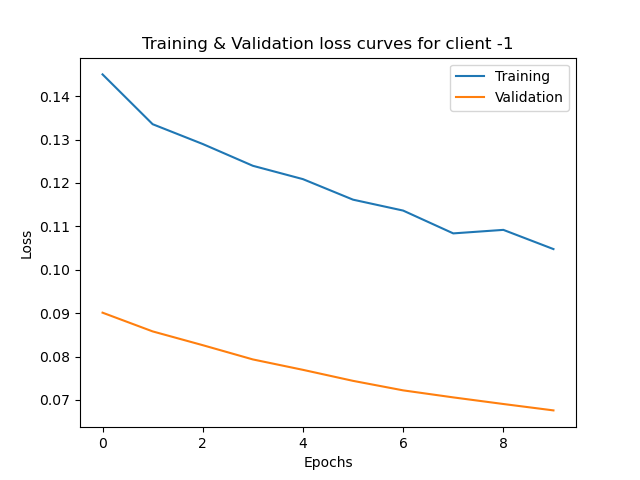 Training & Validation loss curves for client -1
Training
Validation
0.14
0.13
0.12
0.11
0.10
0.09
0.08
0.07
Loss
0
2
4
6
8
Epochs